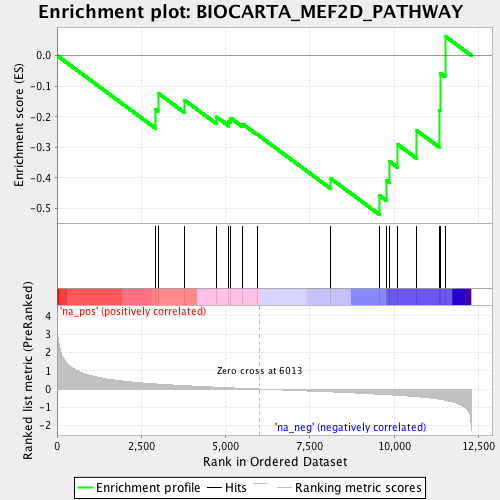 Enrichment plot: BIOCARTA_MEF2D_PATHWAY
Enrichment score (ES)
0.0
-0.1
-0.2
-0.3
-0.4
-0.5
'na_pos' (positively correlated)
Ranked list metric (PreRanked)
4
3
2
1
0
-1
-2
Zero cross at 6013
'na_neg' (negatively correlated)
0
2,500
5,000
7,500
10,000
12,500
Rank in Ordered Dataset
Enrichment profile
Hits
Ranking metric scores